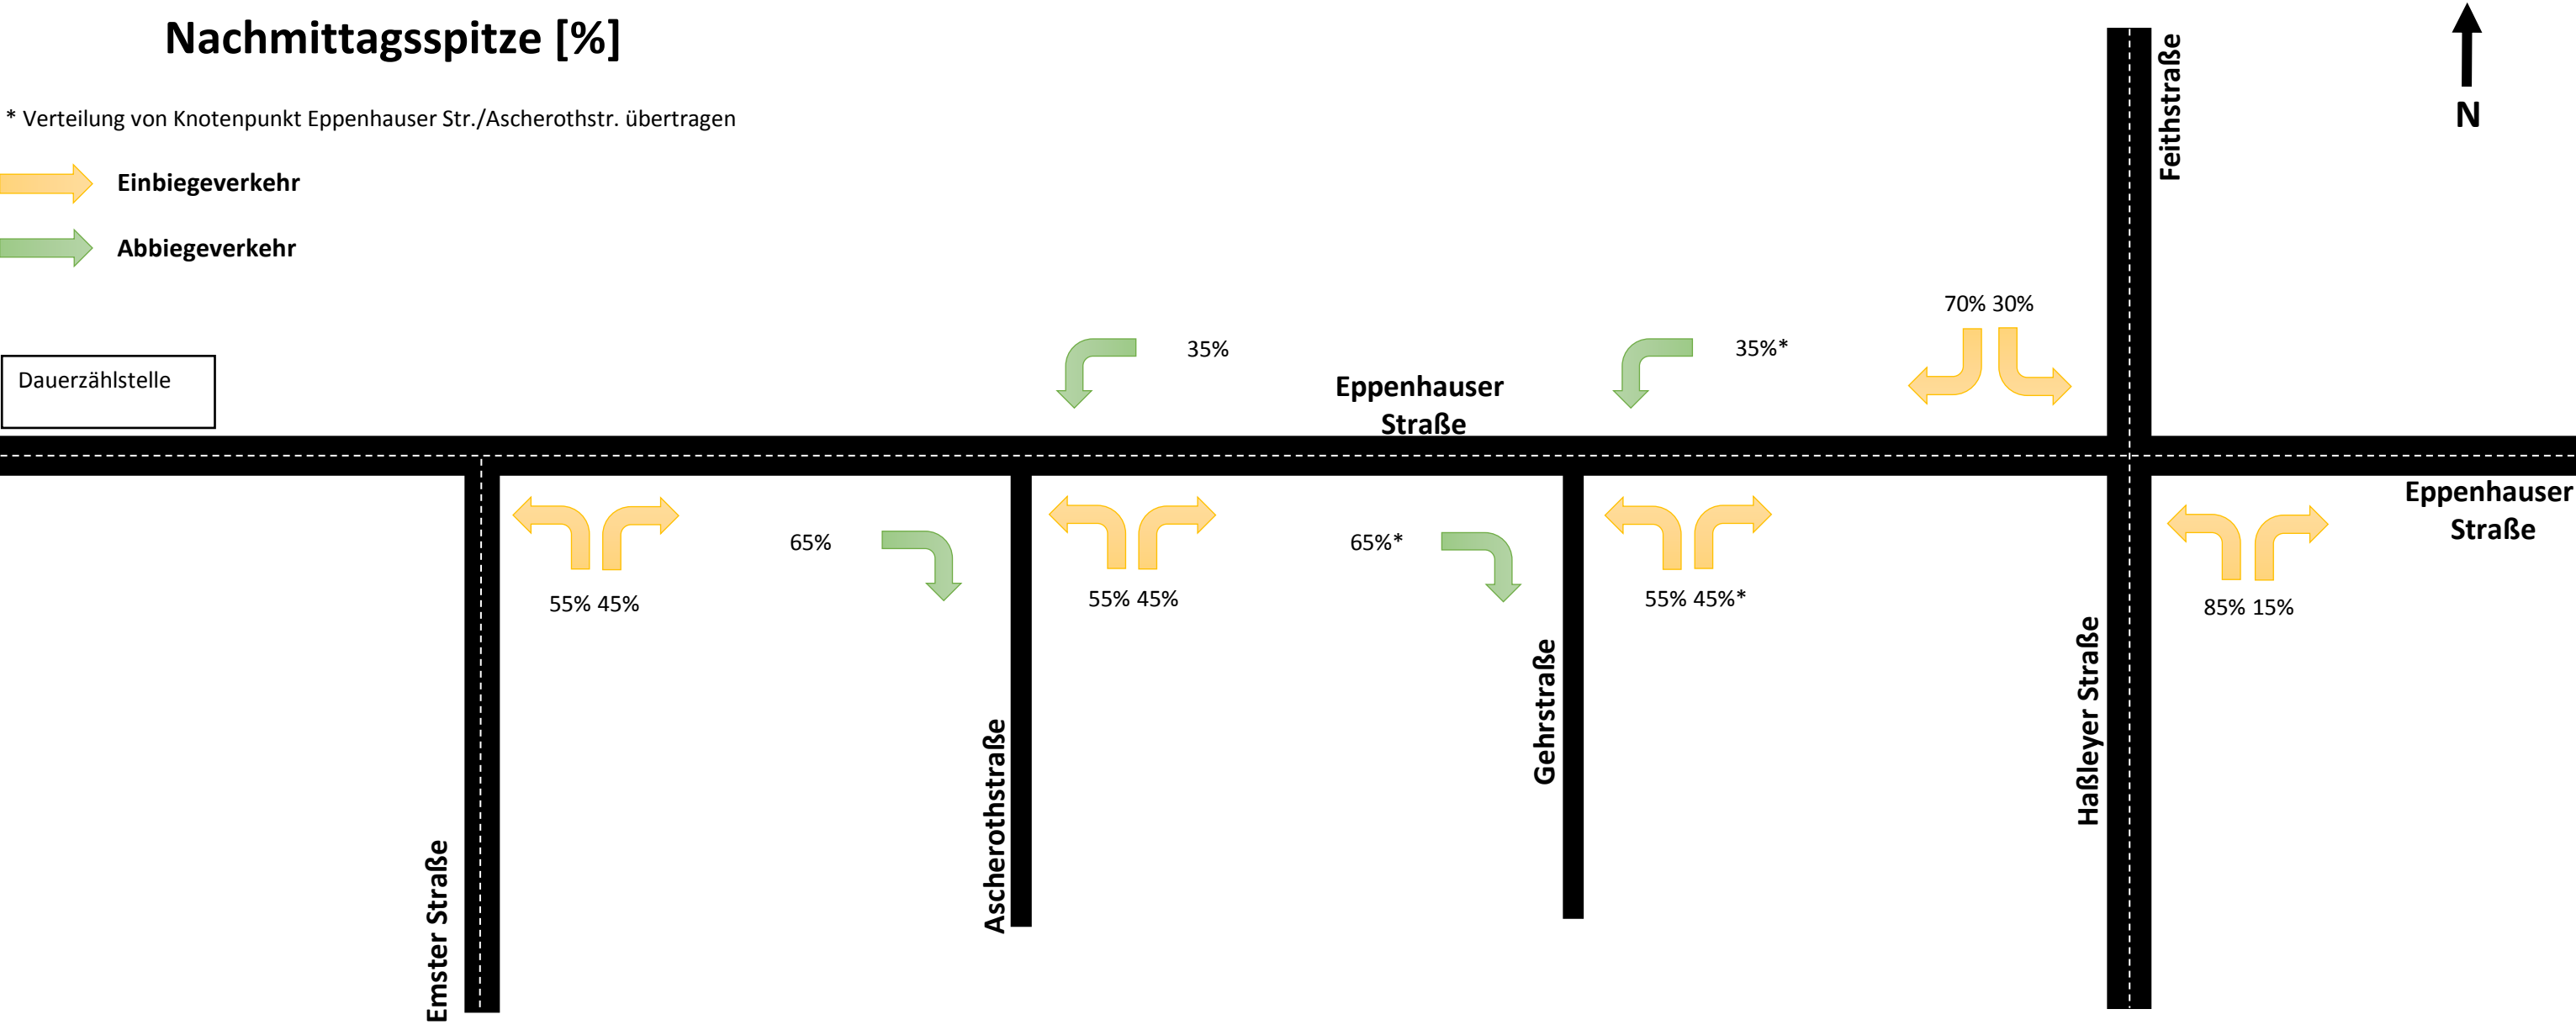 Nachmittagsspitze [%]
* Verteilung von Knotenpunkt Eppenhauser Str./Ascherothstr. übertragen
Einbiegeverkehr
Abbiegeverkehr
Feithstraße
N
Dauerzählstelle
35%
Eppenhauser
Straße
35%*
70% 30%
Eppenhauser
Straße
55% 45%
65%
55% 45%
65%*
55% 45%*
85% 15%
Emster Straße
Ascherothstraße
Gehrstraße
Haßleyer Straße